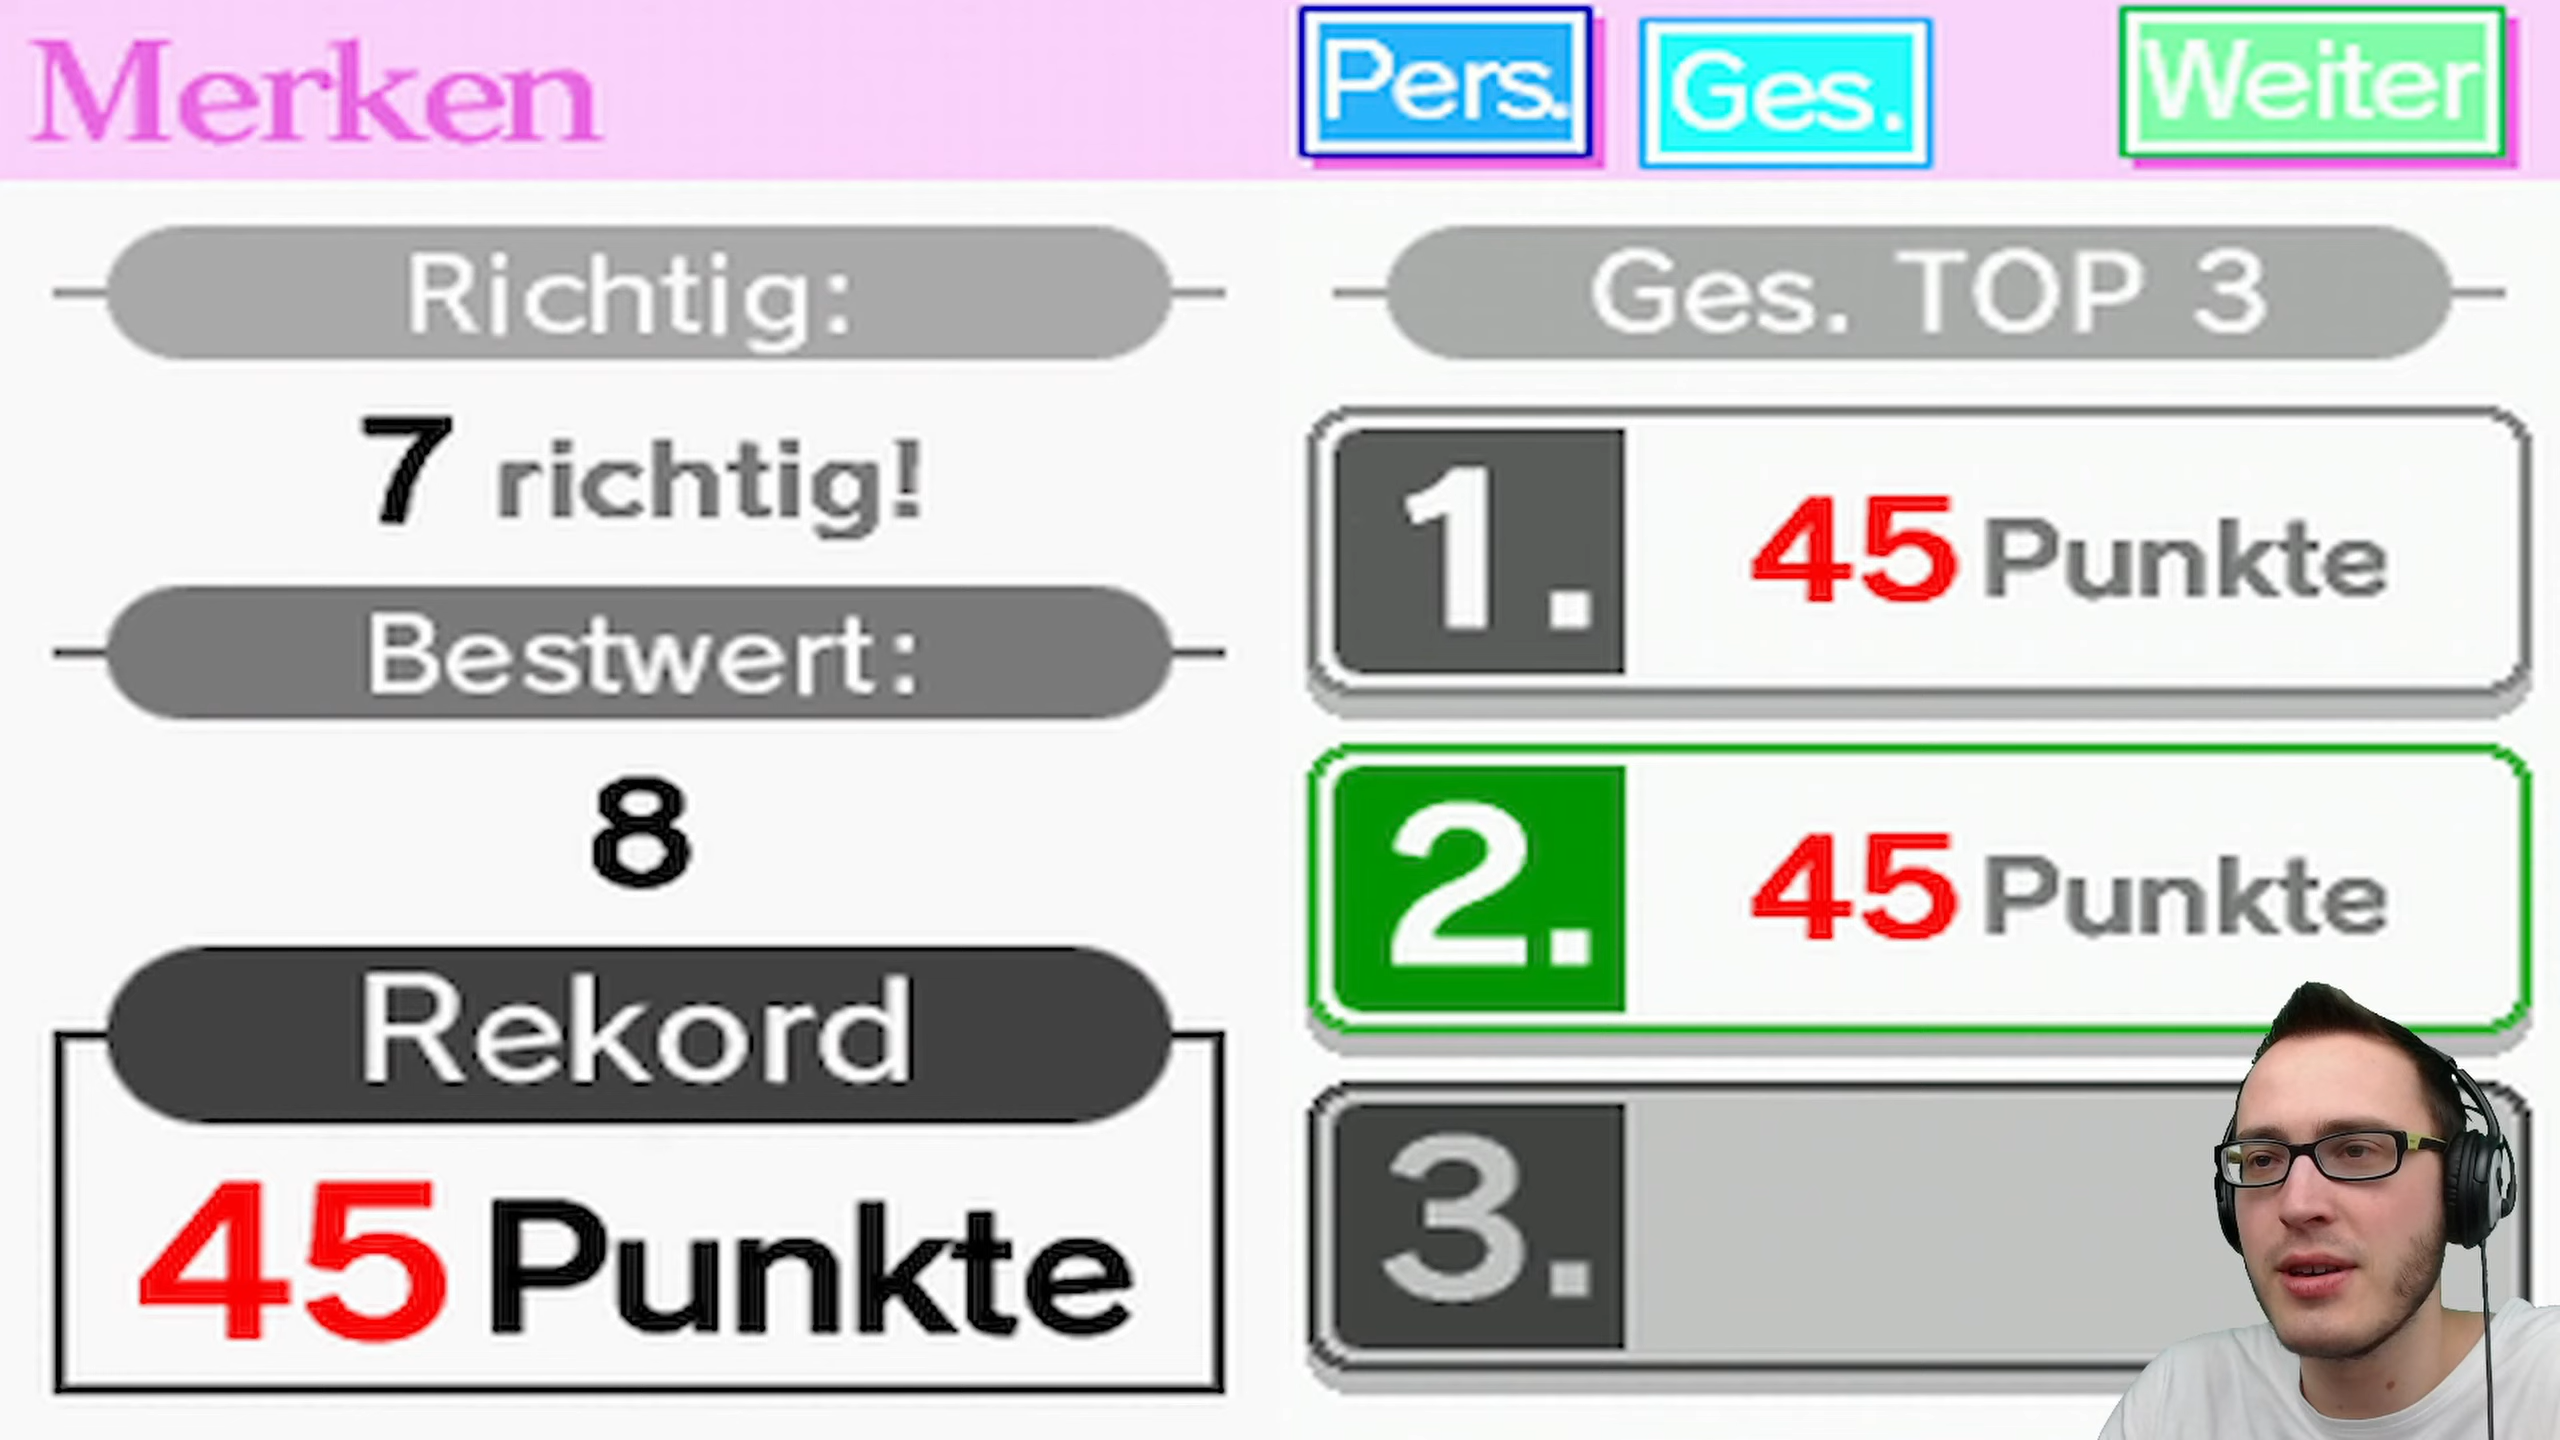 Merken
Pers.
Ges.
Weiter
Richtig:
7 richtig!
Bestwert:
8
Rekord
45 Punkte
Ges. TOP 3
1. 45 Punkte
2. 45 Punkte
3.